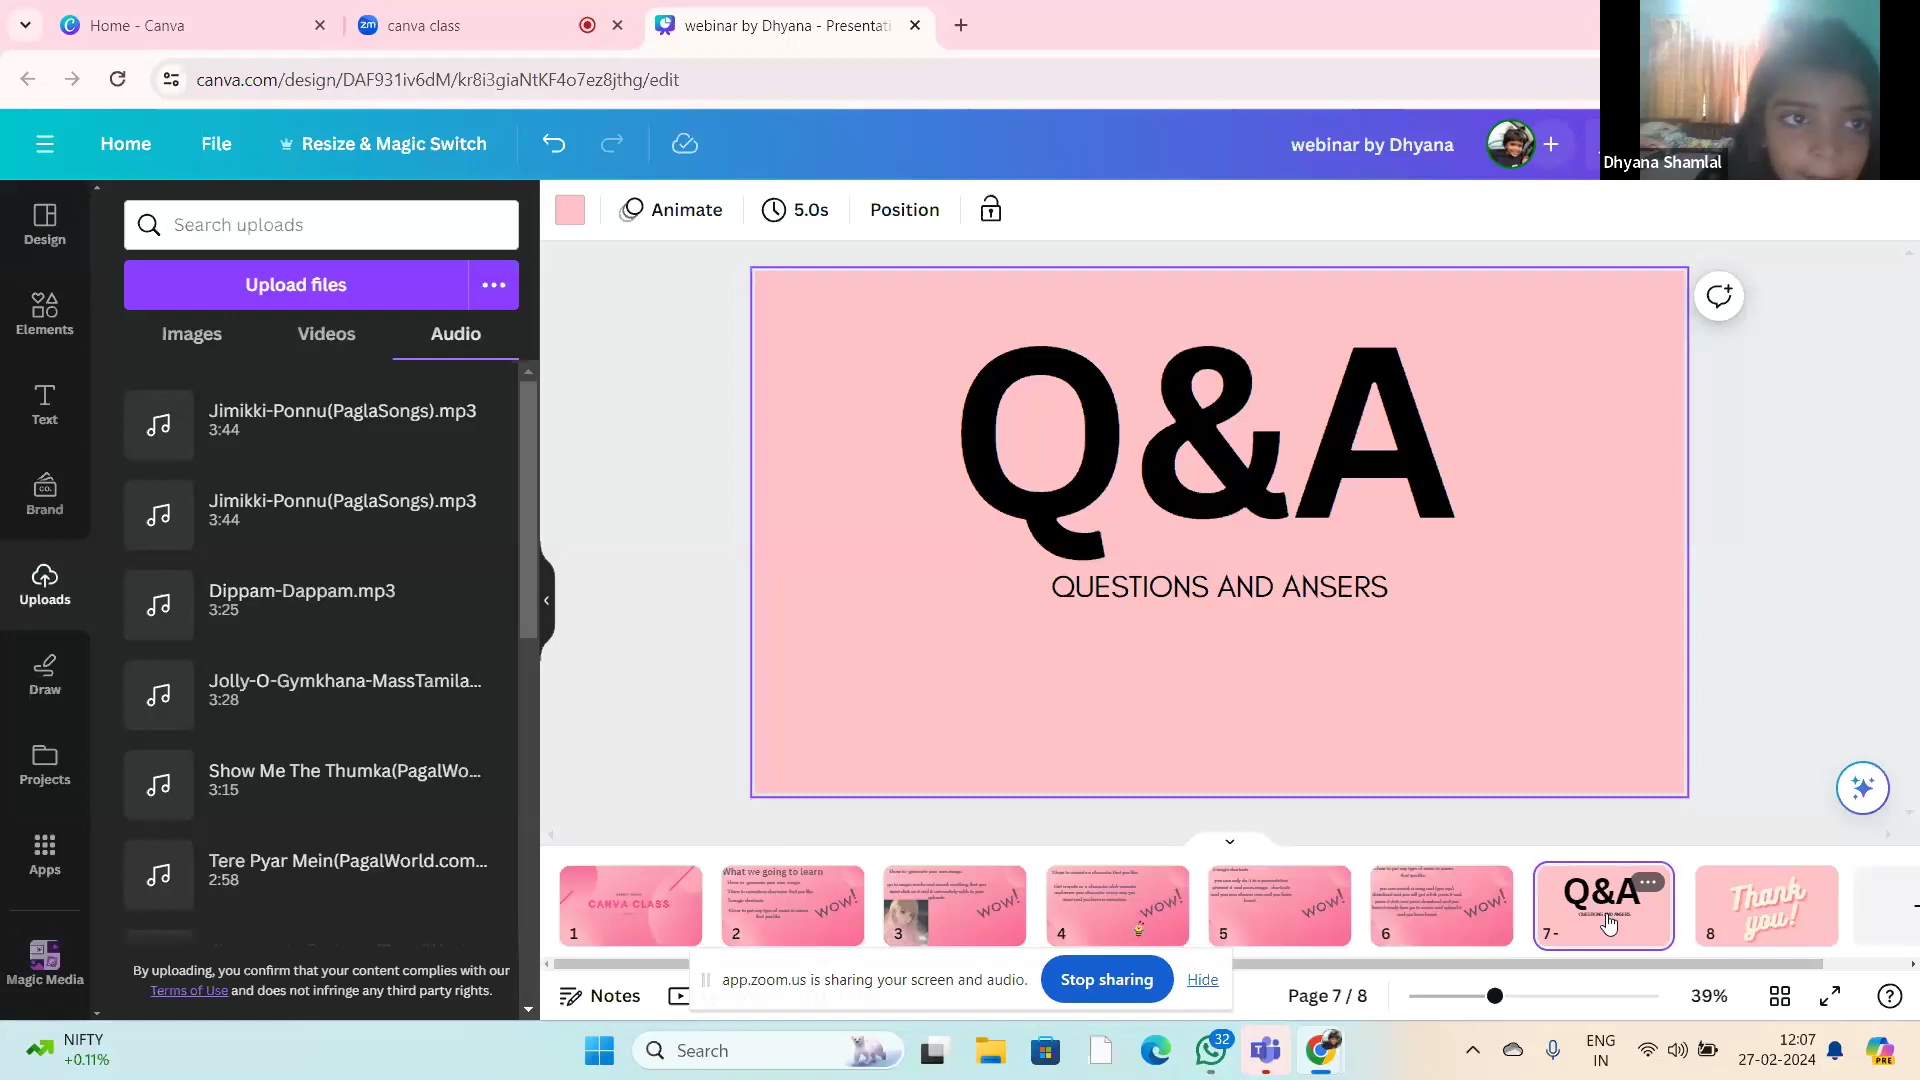 Home - Canva
zm canva class
webinar by Dhyana - Presentati
canva.com/design/DAF931iv6dM/kr8i3giaNtKF4o7ez8jthg/edit
Dhyana Shamlal
Home
File
Resize & Magic Switch
webinar by Dhyana
Animate
5.0s
Position
Design
Elements
Text
Brand
Uploads
Draw
Projects
Apps
Magic Media
Search uploads
Upload files
Images
Videos
Audio
Jimikki-Ponnu(PaglaSongs).mp3
3:44
Jimikki-Ponnu(PaglaSongs).mp3
3:44
Dippam-Dappam.mp3
3:25
Jolly-O-Gymkhana-MassTamila...
3:28
Show Me The Thumka(PagalWo...
3:15
Tere Pyar Mein(PagalWorld.com...
2:58
By uploading, you confirm that your content complies with our
Terms of Use and does not infringe any third party rights.
Q&A
QUESTIONS AND ANSERS
CANVA CLASS
1
What we going to learn
WOW!
2
WOW!
3
WOW!
4
WOW!
5
WOW!
6
Q&A
QUESTIONS AND ANSERS
7 -
Thank
you!
8
Notes
app.zoom.us is sharing your screen and audio.
Stop sharing
Hide
Page 7 / 8
39%
NIFTY
+0.11%
Search
32
ENG
IN
12:07
27-02-2024
PRE